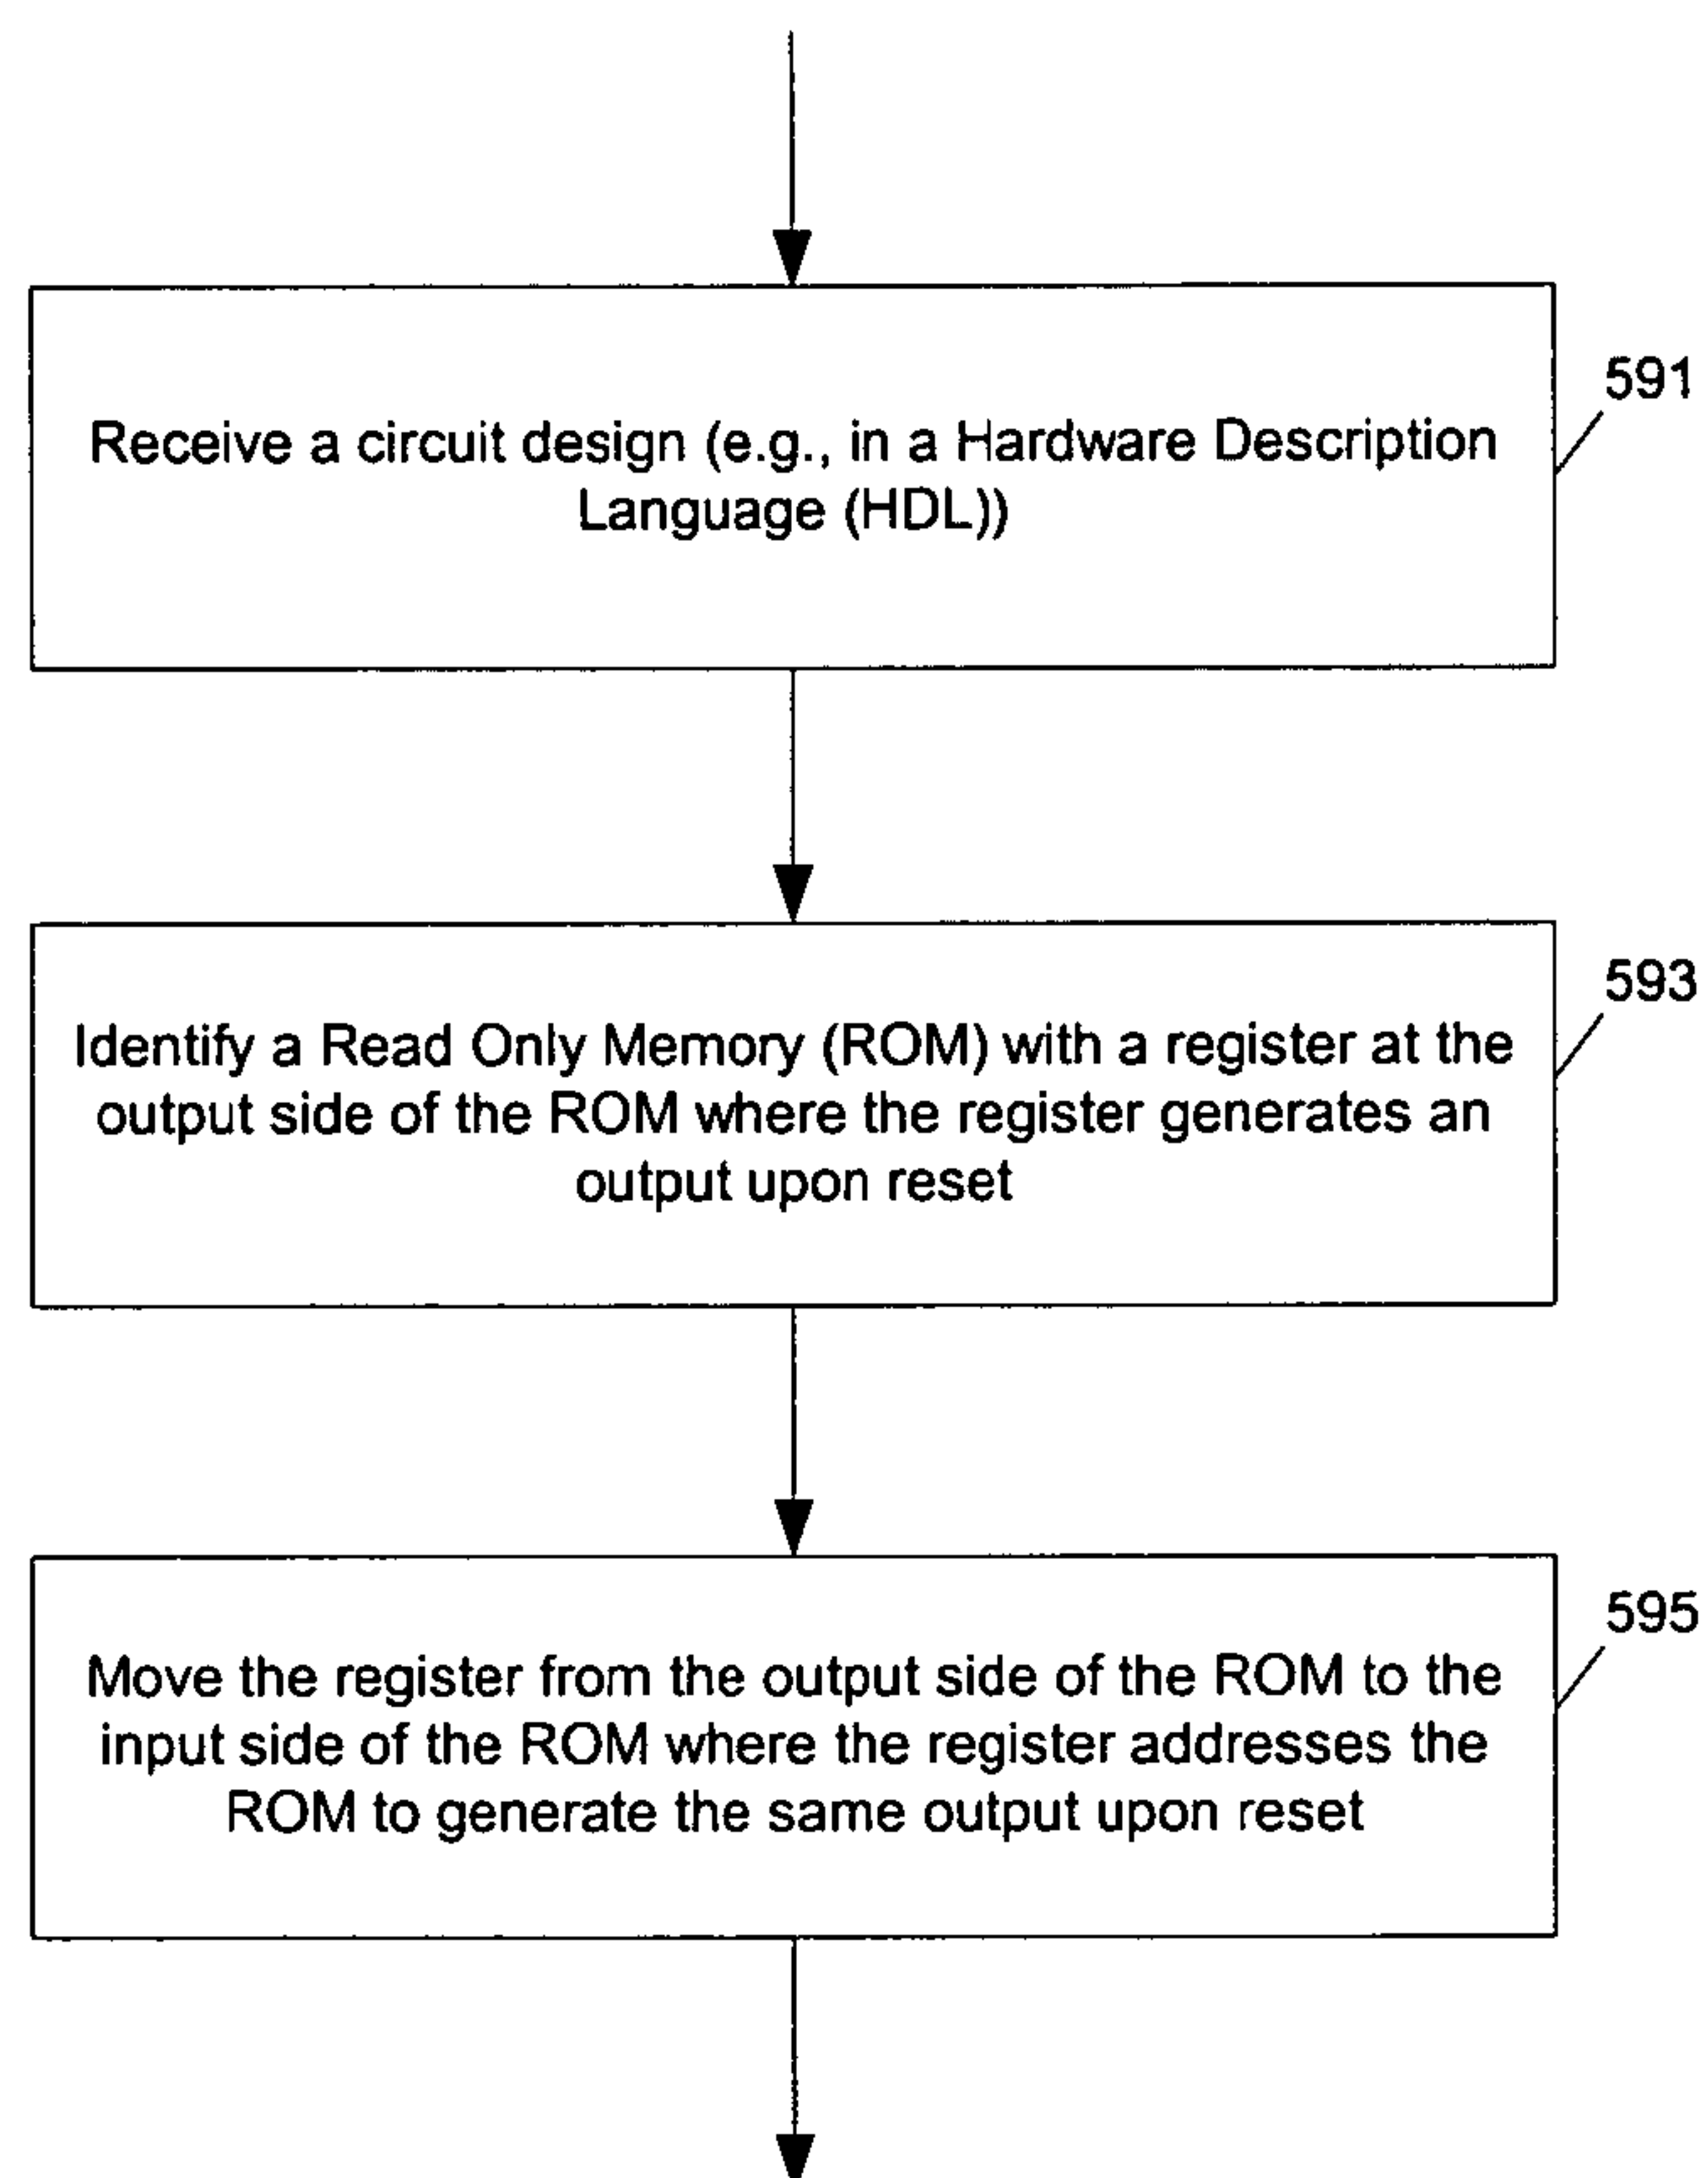 Receive a circuit design (e.g., in a Hardware Description
Language (HDL))
591
Identify a Read Only Memory (ROM) with a register at the
output side of the ROM where the register generates an
output upon reset
593
Move the register from the output side of the ROM to the
input side of the ROM where the register addresses the
ROM to generate the same output upon reset
595